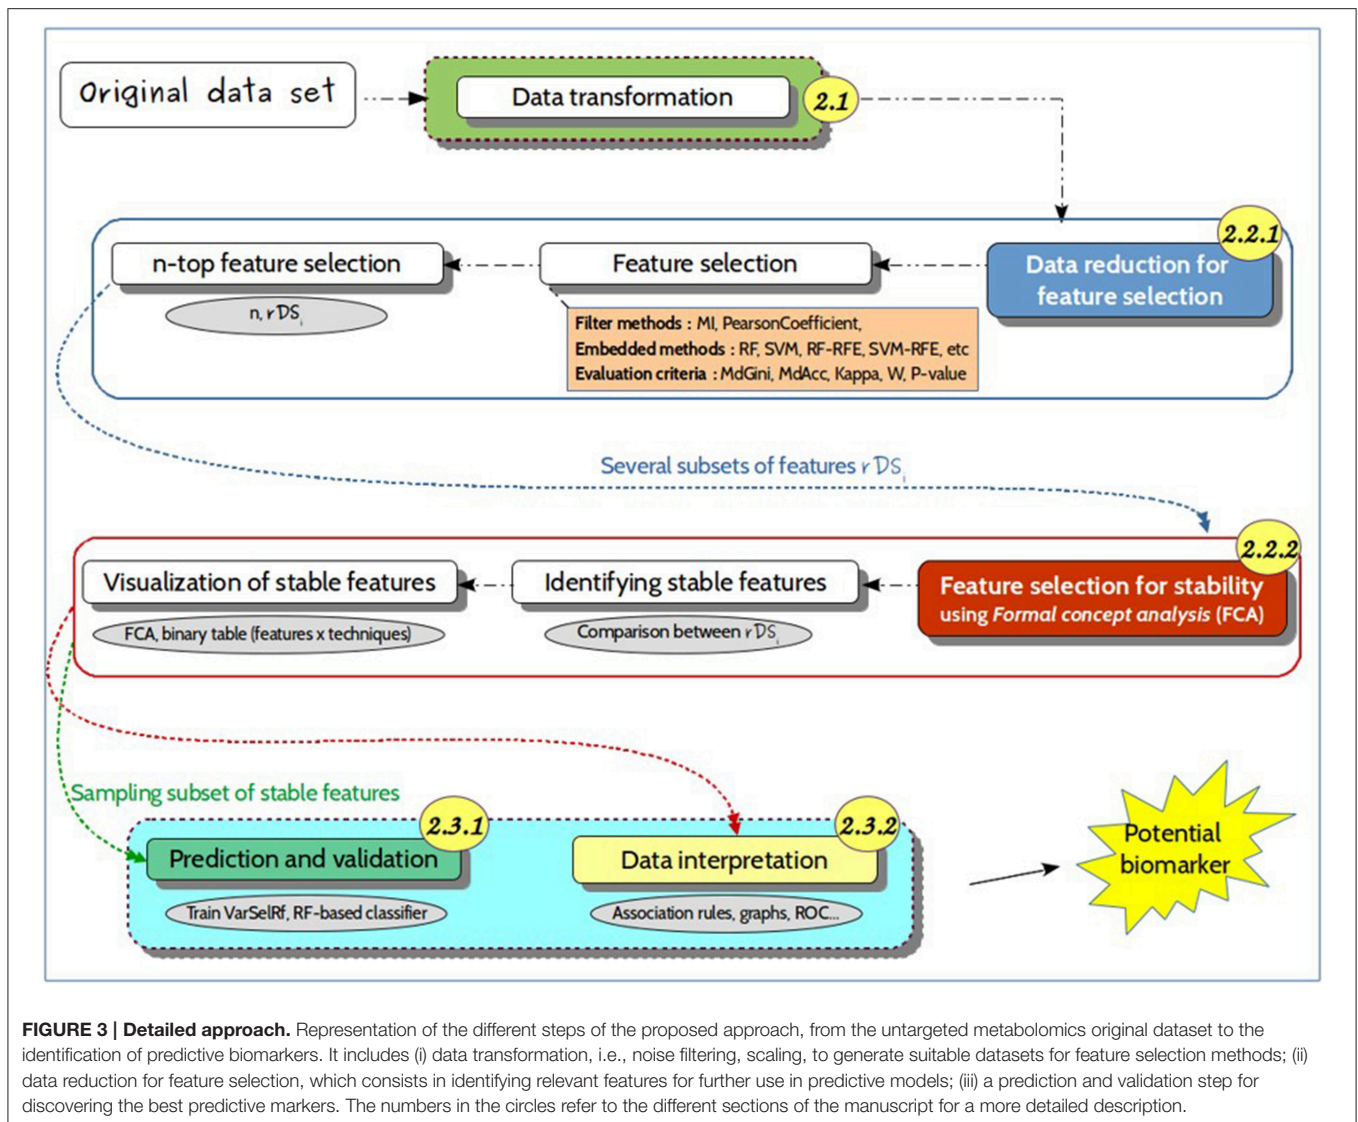 Original data set
Data transformation
2.1
2.2.1
n-top feature selection
Feature selection
Data reduction for
feature selection
n, rDSi
Filter methods : MI, PearsonCoefficient,
Embedded methods : RF, SVM, RF-RFE, SVM-RFE, etc
Evaluation criteria : MdGini, MdAcc, Kappa, W, P-value
Several subsets of features rDSi
2.2.2
Visualization of stable features
Identifying stable features
Feature selection for stability
using Formal concept analysis (FCA)
FCA, binary table (features x techniques)
Comparison between rDSi
Sampling subset of stable features
2.3.1
2.3.2
Prediction and validation
Data interpretation
Train VarSelRf, RF-based classifier
Association rules, graphs, ROC...
Potential
biomarker
FIGURE 3 | Detailed approach. Representation of the different steps of the proposed approach, from the untargeted metabolomics original dataset to the
identification of predictive biomarkers. It includes (i) data transformation, i.e., noise filtering, scaling, to generate suitable datasets for feature selection methods; (ii)
data reduction for feature selection, which consists in identifying relevant features for further use in predictive models; (iii) a prediction and validation step for
discovering the best predictive markers. The numbers in the circles refer to the different sections of the manuscript for a more detailed description.